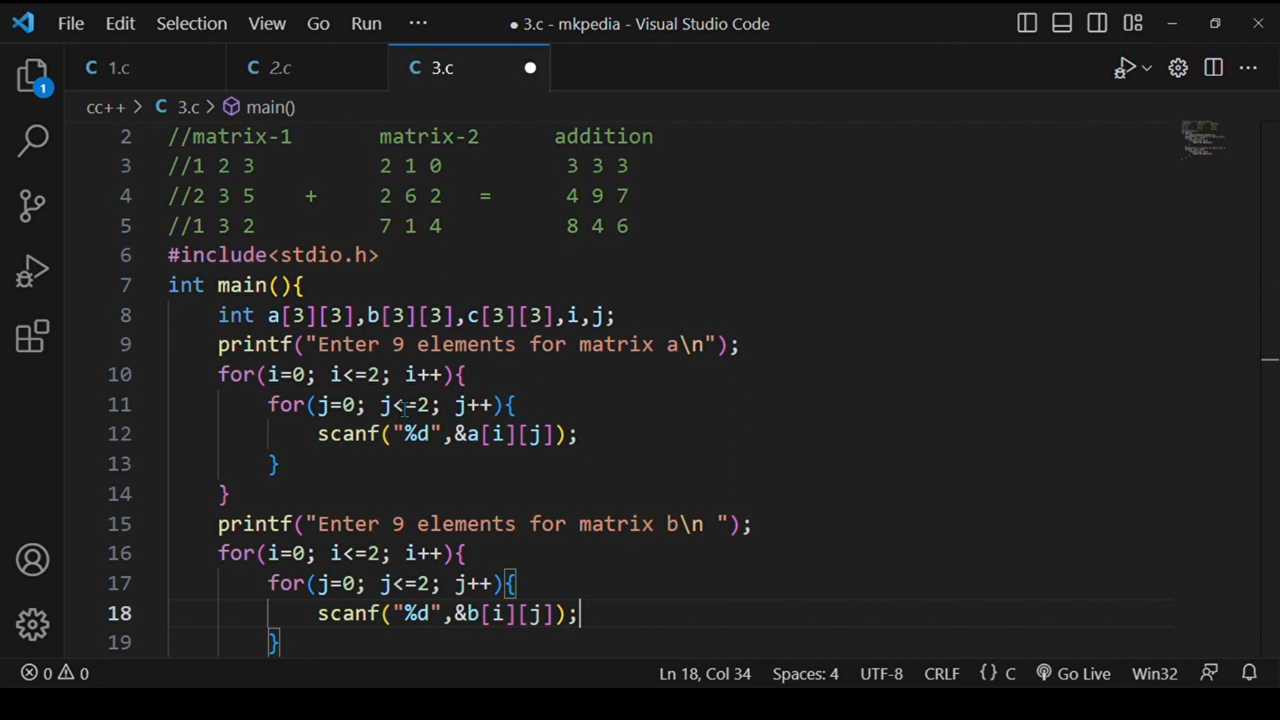 File Edit Selection View Go Run ··· ● 3.c - mkpedia - Visual Studio Code
C 1.c C 2.c C 3.c ●
cc++ > C 3.c > main()
2 //matrix-1 matrix-2 addition
3 //1 2 3 2 1 0 3 3 3
4 //2 3 5 + 2 6 2 = 4 9 7
5 //1 3 2 7 1 4 8 4 6
6 #include<stdio.h>
7 int main(){
8 int a[3][3],b[3][3],c[3][3],i,j;
9 printf("Enter 9 elements for matrix a\n");
10 for(i=0; i<=2; i++){
11 for(j=0; j<=2; j++){
12 scanf("%d",&a[i][j]);
13 }
14 }
15 printf("Enter 9 elements for matrix b\n ");
16 for(i=0; i<=2; i++){
17 for(j=0; j<=2; j++){
18 scanf("%d",&b[i][j]);
19 }
1
0 0 Ln 18, Col 34 Spaces: 4 UTF-8 CRLF {} C Go Live Win32